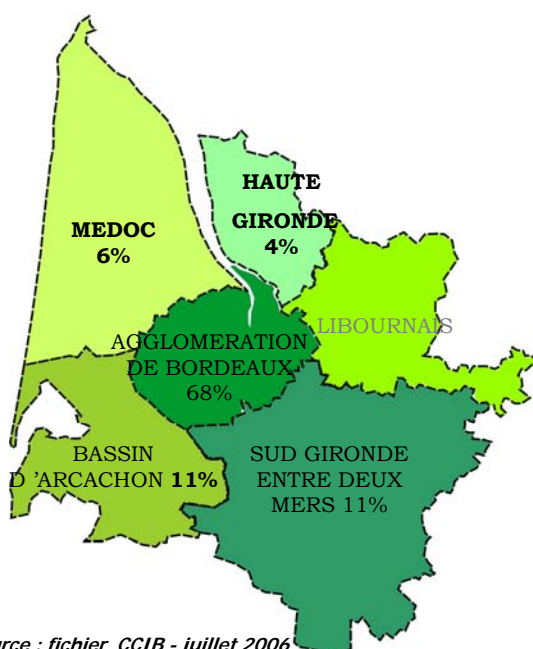 HAUTE
GIRONDE
4%
MEDOC
6%
LIBOURNAIS
AGGLOMERATION
DE BORDEAUX
68%
BASSIN
D 'ARCACHON 11%
SUD GIRONDE
ENTRE DEUX
MERS 11%
rce : fichier CCIB - juillet 2006